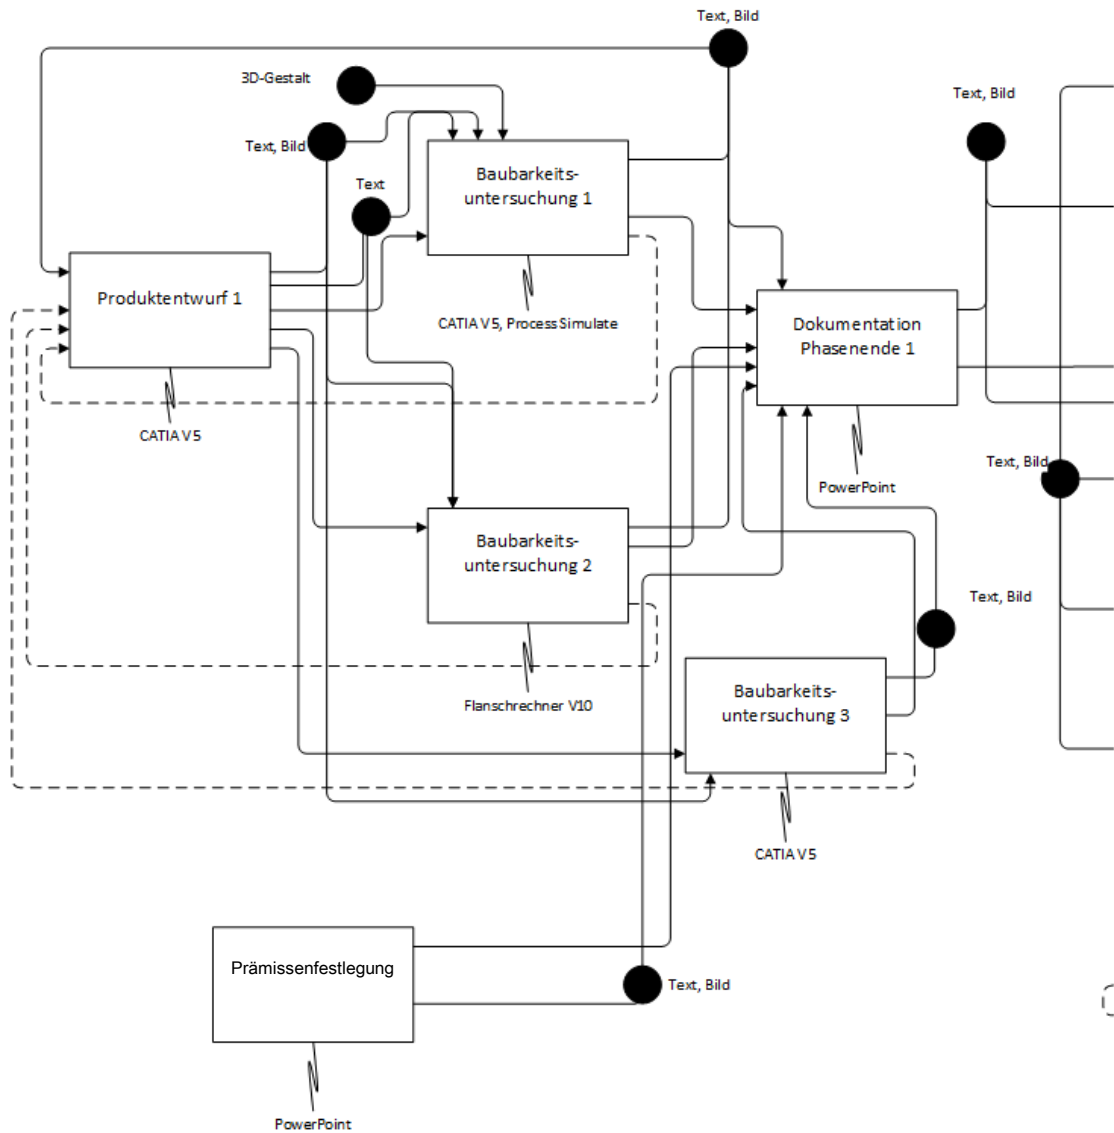 Text, Bild
3D-Gestalt
Text, Bild
Text, Bild
Text
Baubarkeits-
untersuchung 1
Produktentwurf 1
CATIA V5, Process Simulate
Dokumentation
Phasenende 1
CATIA V5
Text, Bild
PowerPoint
Baubarkeits-
untersuchung 2
Text, Bild
Baubarkeits-
untersuchung 3
Flanschrechner V10
CATIA V5
Prämissenfestlegung
Text, Bild
PowerPoint